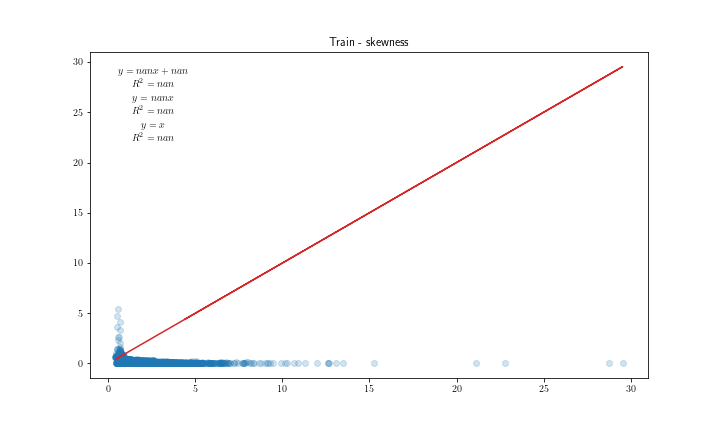 Train - skewness
y = nanx + nan
R² = nan
y = nanx
R² = nan
y = x
R² = nan
30
25
20
15
10
5
0
0 5 10 15 20 25 30